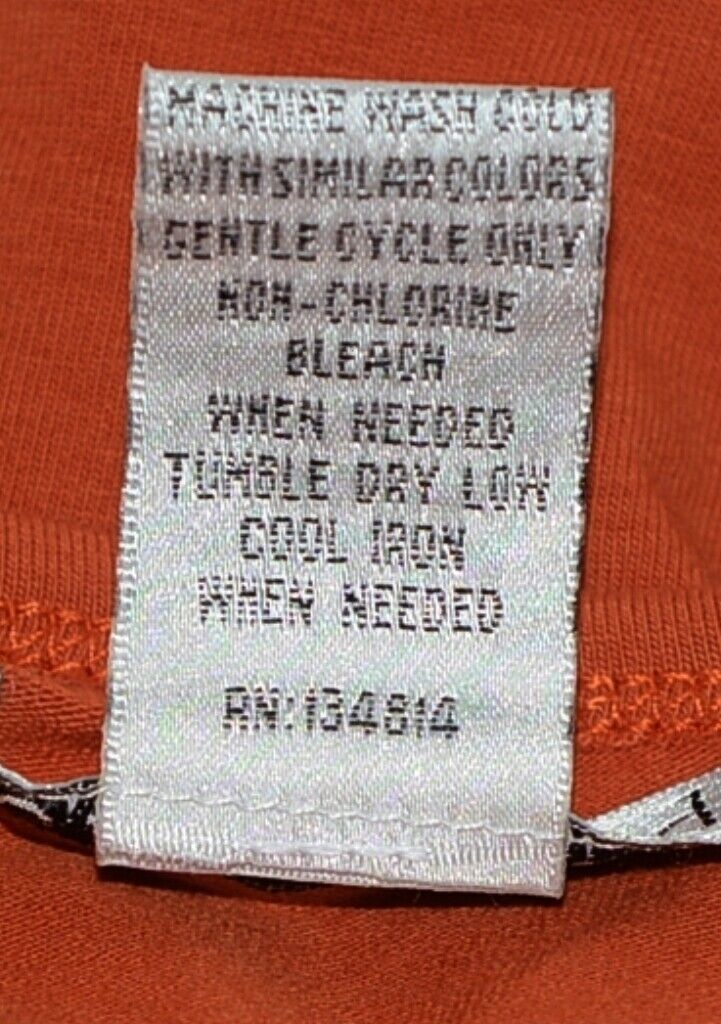 MACHINE WASH COLD
WITH SIMILAR COLORS
GENTLE CYCLE ONLY
NON-CHLORINE
BLEACH
WHEN NEEDED
TUMBLE DRY LOW
COOL IRON
WHEN NEEDED
RN:134814